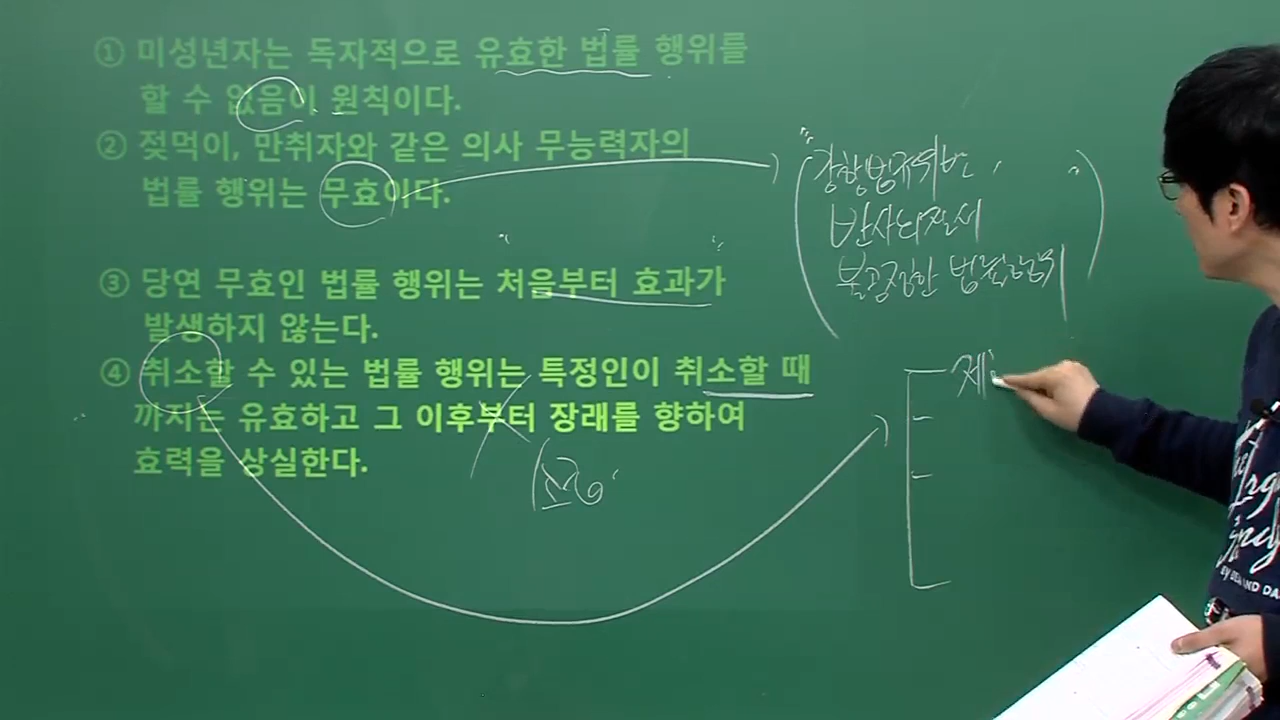 ① 미성년자는 독자적으로 유효한 법률 행위를
할 수 없음이 원칙이다.
② 젖먹이, 만취자와 같은 의사 무능력자의
법률 행위는 무효이다.
③ 당연 무효인 법률 행위는 처음부터 효과가
발생하지 않는다.
④ 취소할 수 있는 법률 행위는 특정인이 취소할 때
까지는 유효하고 그 이후부터 장래를 향하여
효력을 상실한다.
강행법규위반,
반사회질서
불공정한 법률행위
소급
제